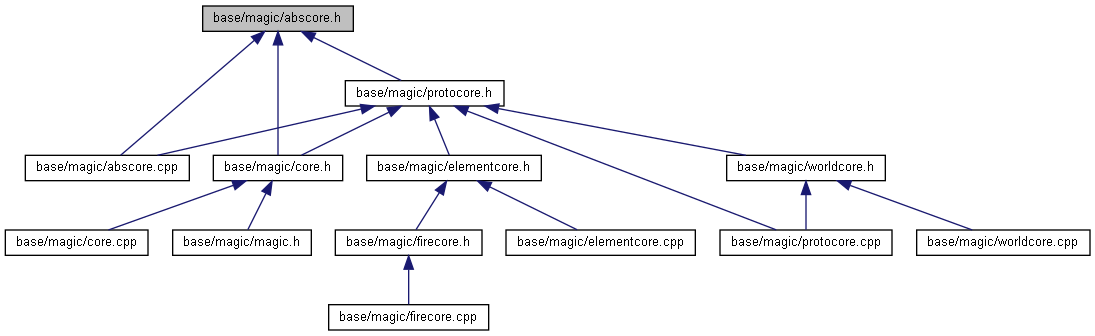 base/magic/abscore.h
base/magic/protocore.h
base/magic/abscore.cpp
base/magic/core.h
base/magic/elementcore.h
base/magic/worldcore.h
base/magic/core.cpp
base/magic/magic.h
base/magic/firecore.h
base/magic/elementcore.cpp
base/magic/protocore.cpp
base/magic/worldcore.cpp
base/magic/firecore.cpp